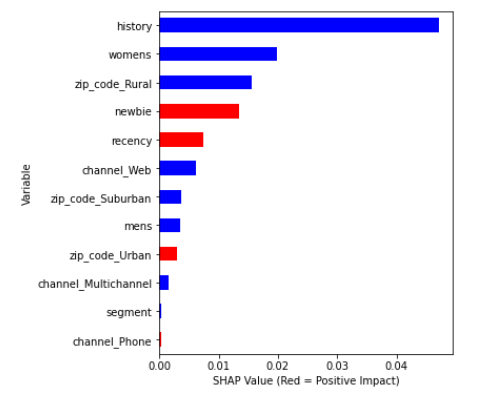 history
womens
zip_code_Rural
newbie
recency
channel_Web
zip_code_Suburban
mens
zip_code_Urban
channel_Multichannel
segment
channel_Phone
Variable
0.00 0.01 0.02 0.03 0.04
SHAP Value (Red = Positive Impact)